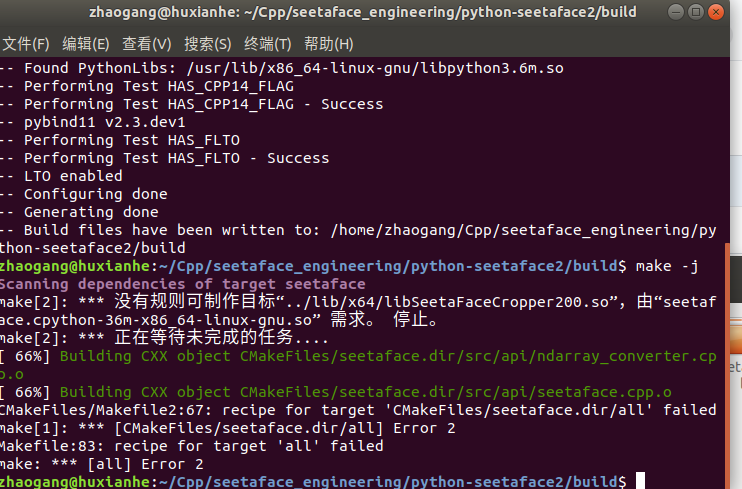 zhaogang@huxianhe: ~/Cpp/seetaface_engineering/python-seetaface2/build
文件(F) 编辑(E) 查看(V) 搜索(S) 终端(T) 帮助(H)
-- Found PythonLibs: /usr/lib/x86_64-linux-gnu/libpython3.6m.so
-- Performing Test HAS_CPP14_FLAG
-- Performing Test HAS_CPP14_FLAG - Success
-- pybind11 v2.3.dev1
-- Performing Test HAS_FLTO
-- Performing Test HAS_FLTO - Success
-- LTO enabled
-- Configuring done
-- Generating done
-- Build files have been written to: /home/zhaogang/Cpp/seetaface_engineering/py
thon-seetaface2/build
zhaogang@huxianhe:~/Cpp/seetaface_engineering/python-seetaface2/build$ make -j
Scanning dependencies of target seetaface
make[2]: *** 没有规则可制作目标“../lib/x64/libSeetaFaceCropper200.so”，由“seetaf
ace.cpython-36m-x86_64-linux-gnu.so” 需求。 停止。
make[2]: *** 正在等待未完成的任务....
[ 66%] Building CXX object CMakeFiles/seetaface.dir/src/api/ndarray_converter.cp
p.o
[ 66%] Building CXX object CMakeFiles/seetaface.dir/src/api/seetaface.cpp.o
CMakeFiles/Makefile2:67: recipe for target 'CMakeFiles/seetaface.dir/all' failed
make[1]: *** [CMakeFiles/seetaface.dir/all] Error 2
Makefile:83: recipe for target 'all' failed
make: *** [all] Error 2
zhaogang@huxianhe:~/Cpp/seetaface_engineering/python-seetaface2/build$